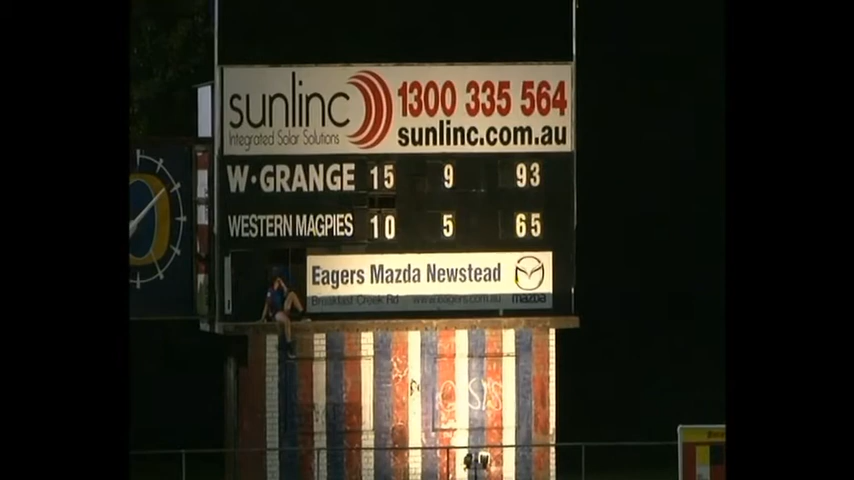 sunlinc
Integrated Solar Solutions
1300 335 564
sunlinc.com.au
W·GRANGE 15 9 93
WESTERN MAGPIES 10 5 65
Eagers Mazda Newstead
Breakfast Creek Rd www.eagers.com.au
mazda